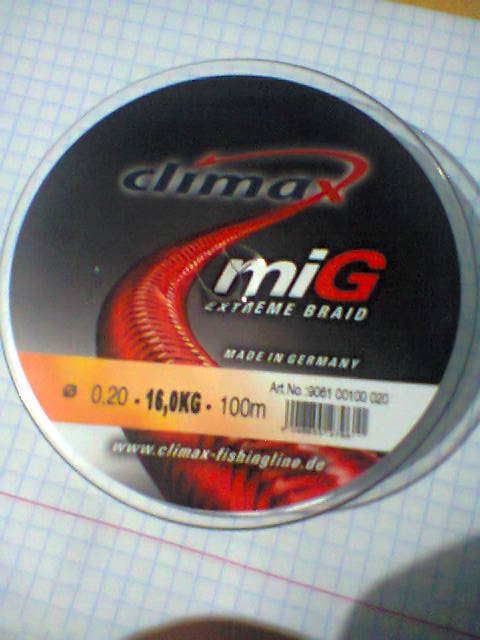 climax
miG
EXTREME BRAID
MADE IN GERMANY
Ø 0.20 • 16,0KG • 100m
Art.No.:9061 00100 020
www.climax-fishingline.de